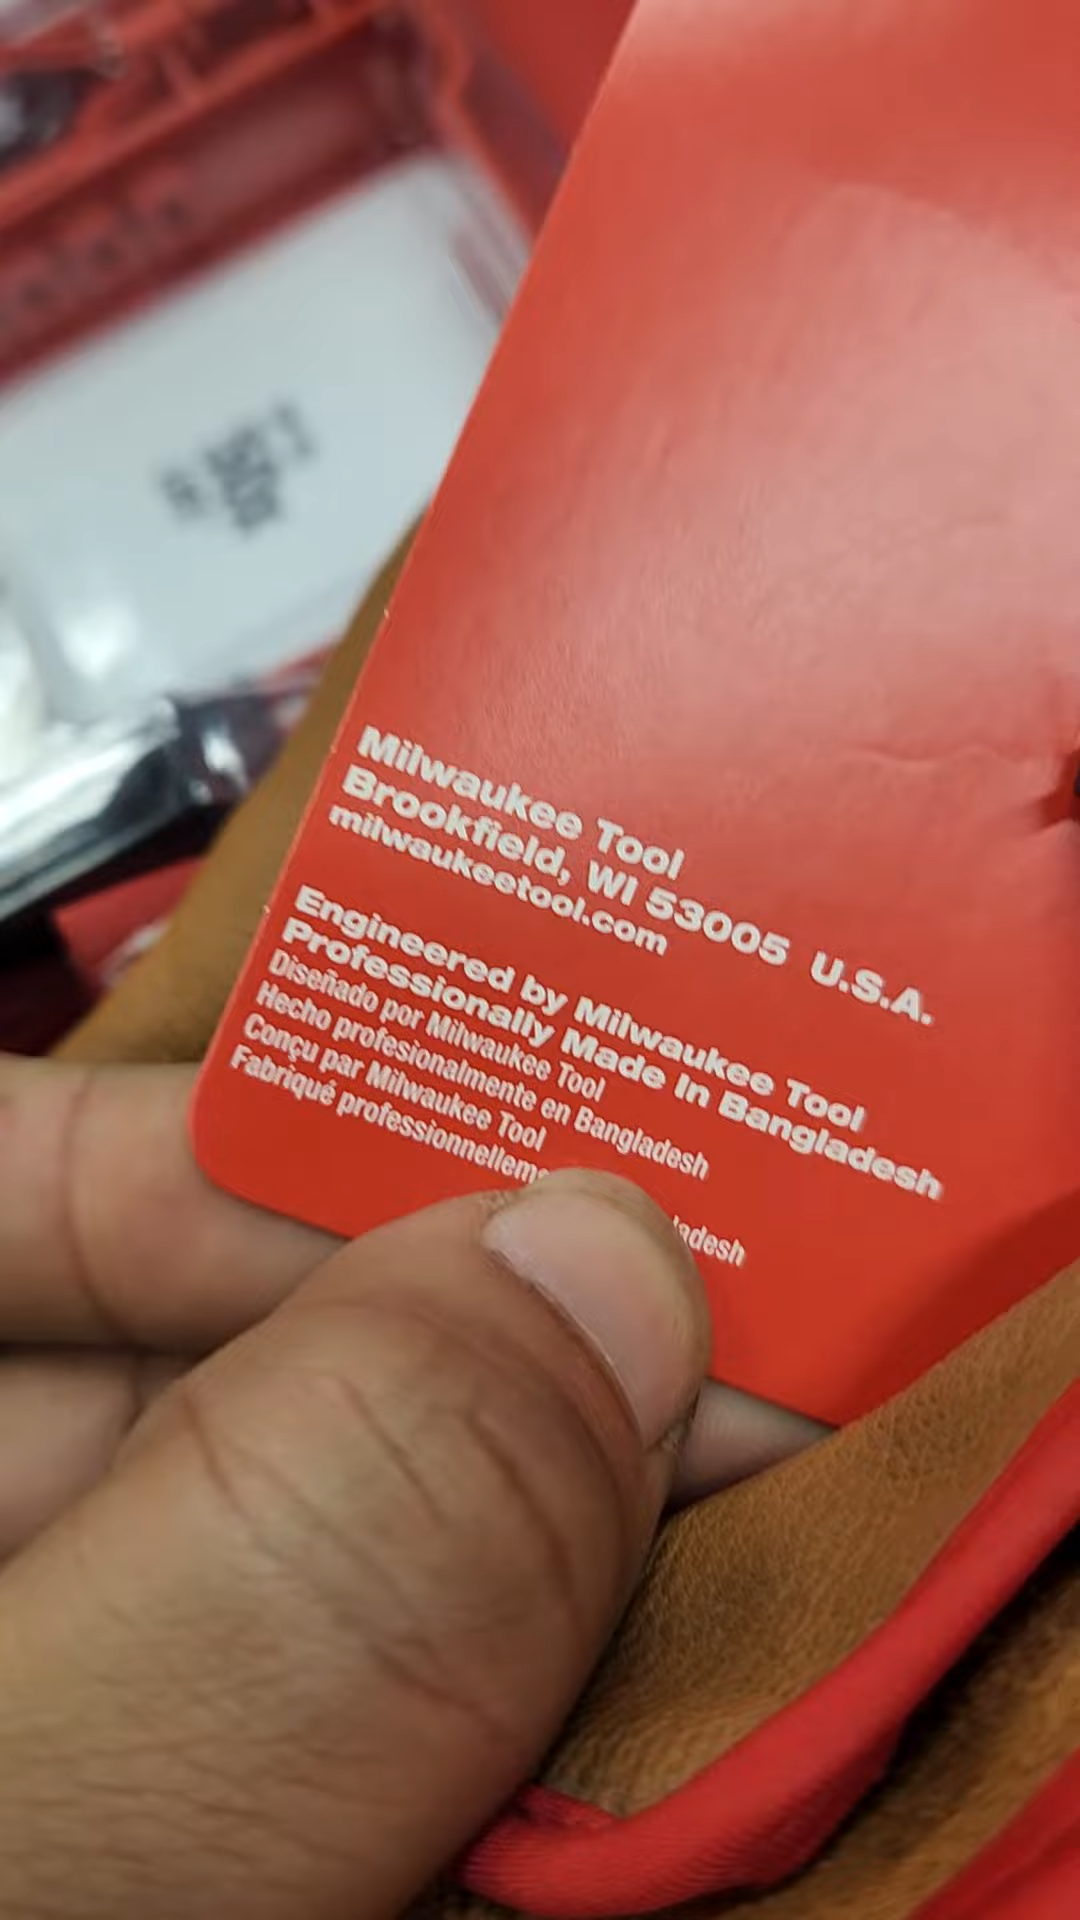 Milwaukee Tool
Brookfield, WI 53005 U.S.A.
milwaukeetool.com
Engineered by Milwaukee Tool
Professionally Made In Bangladesh
Diseñado por Milwaukee Tool
Hecho profesionalmente en Bangladesh
Conçu par Milwaukee Tool
Fabriqué